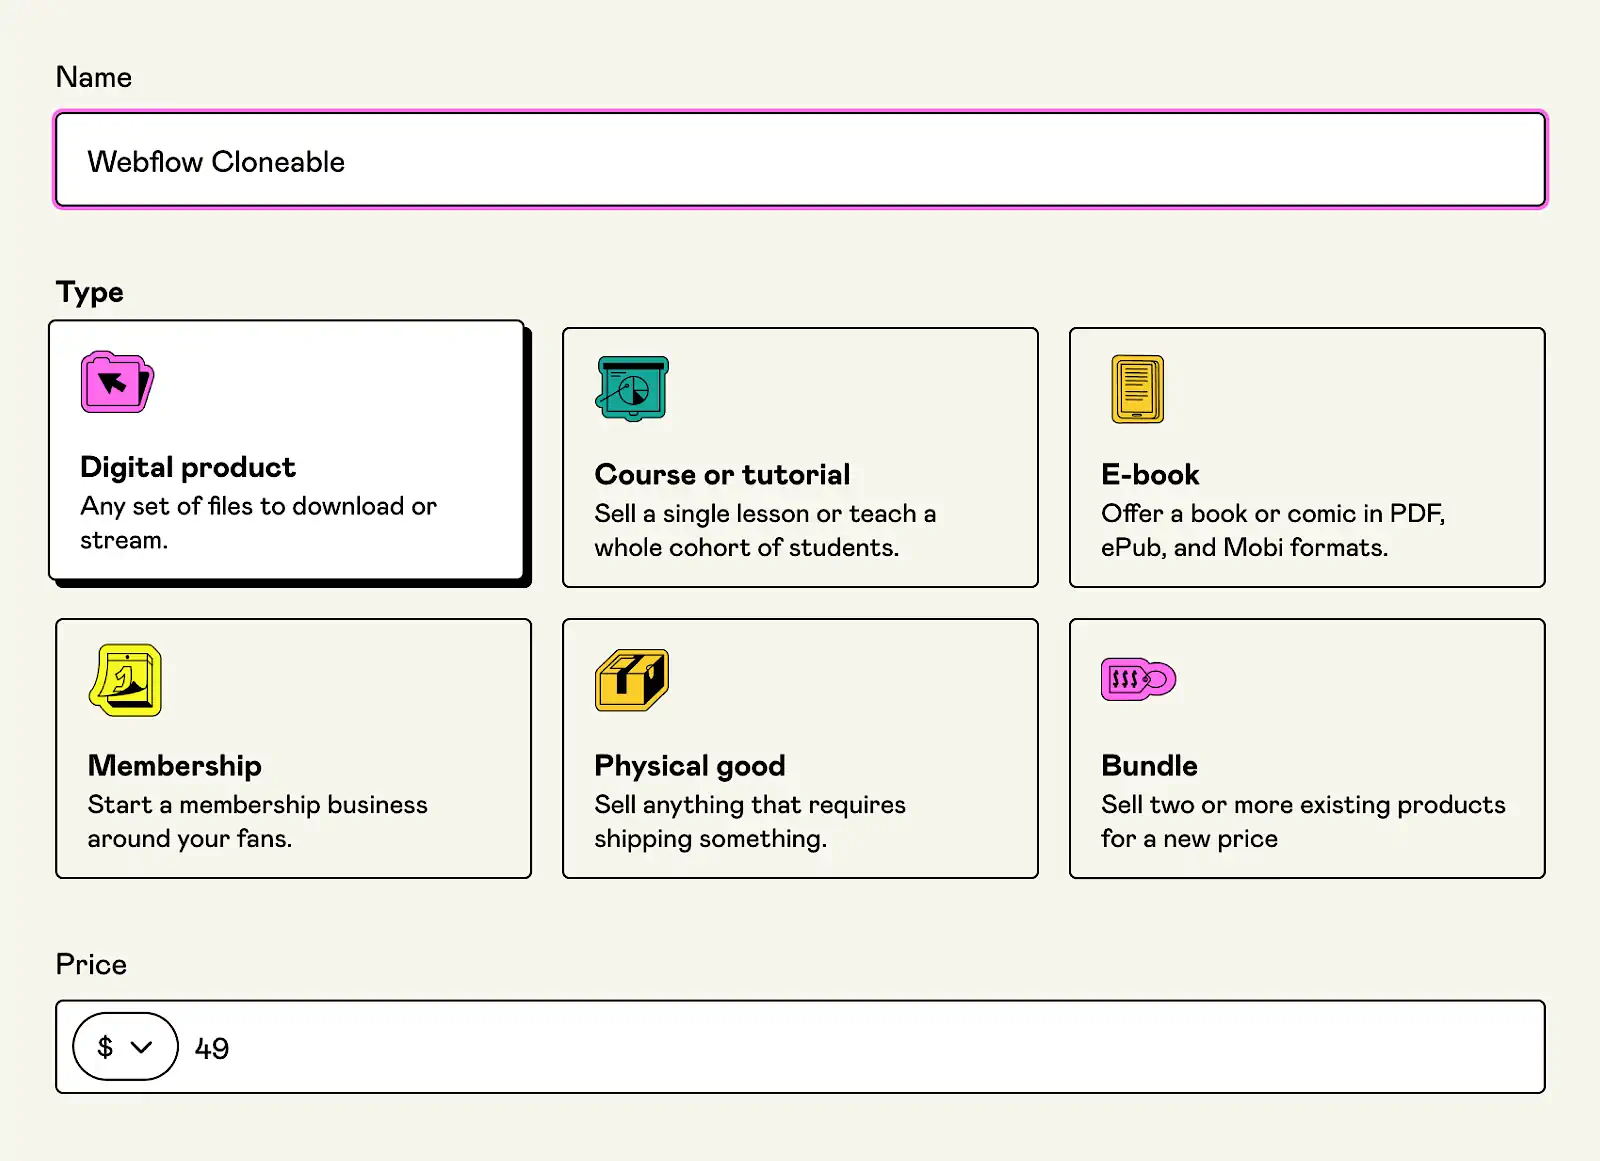 Name
Webflow Cloneable
Type
Digital product
Any set of files to download or
stream.
Course or tutorial
Sell a single lesson or teach a
whole cohort of students.
E-book
Offer a book or comic in PDF,
ePub, and Mobi formats.
1
Membership
Start a membership business
around your fans.
Physical good
Sell anything that requires
shipping something.
$$$
Bundle
Sell two or more existing products
for a new price
Price
$ 49